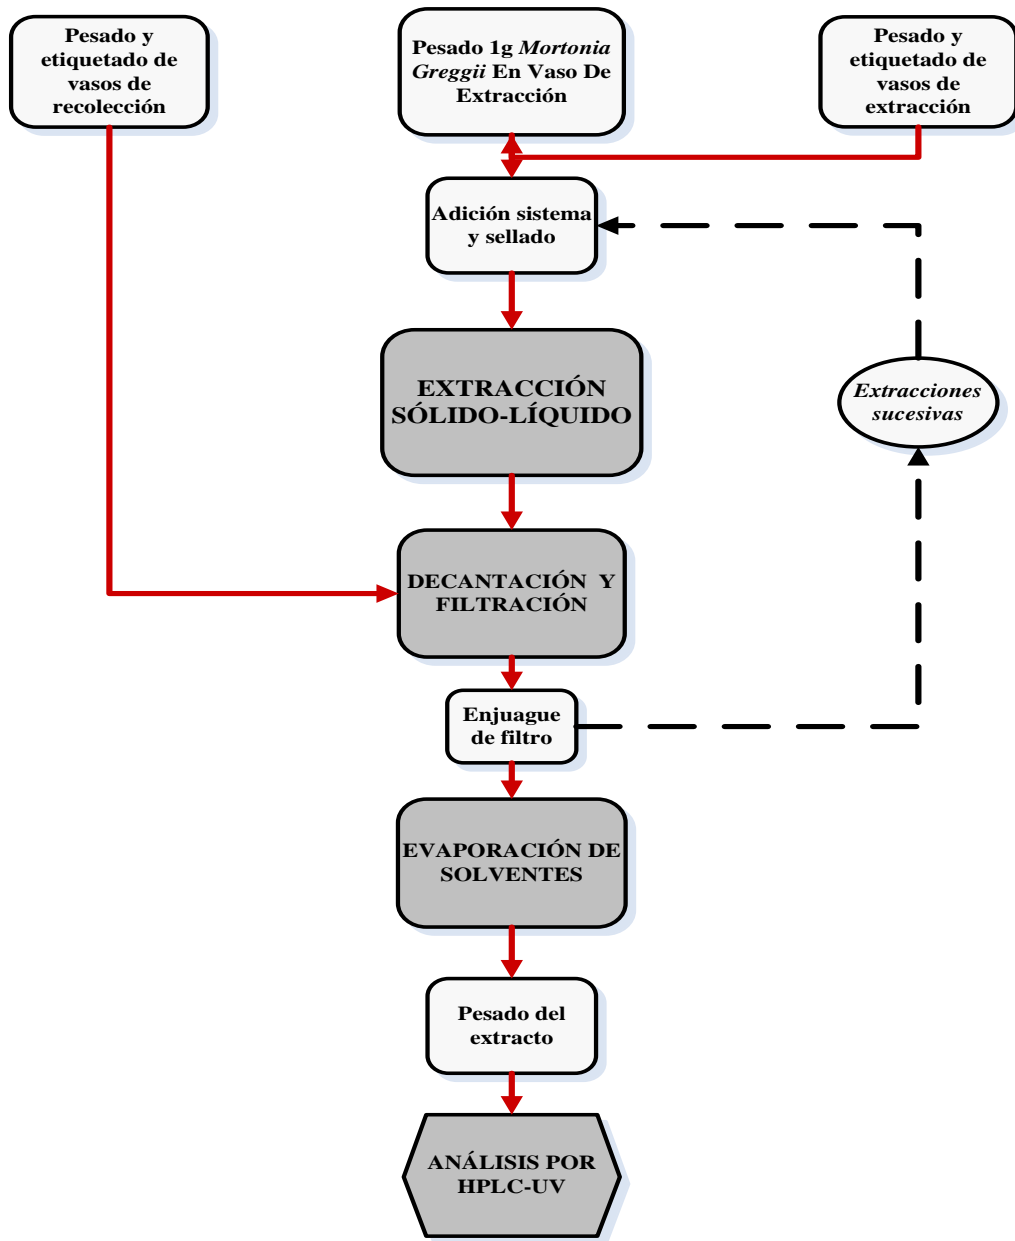 Pesado y
etiquetado de
vasos de
recolección
Pesado 1g Mortonia
Greggii En Vaso De
Extracción
Pesado y
etiquetado de
vasos de
extracción
Adición sistema
y sellado
EXTRACCIÓN
SÓLIDO-LÍQUIDO
Extracciones
sucesivas
DECANTACIÓN Y
FILTRACIÓN
Enjuague
de filtro
EVAPORACIÓN DE
SOLVENTES
Pesado del
extracto
ANÁLISIS POR
HPLC-UV